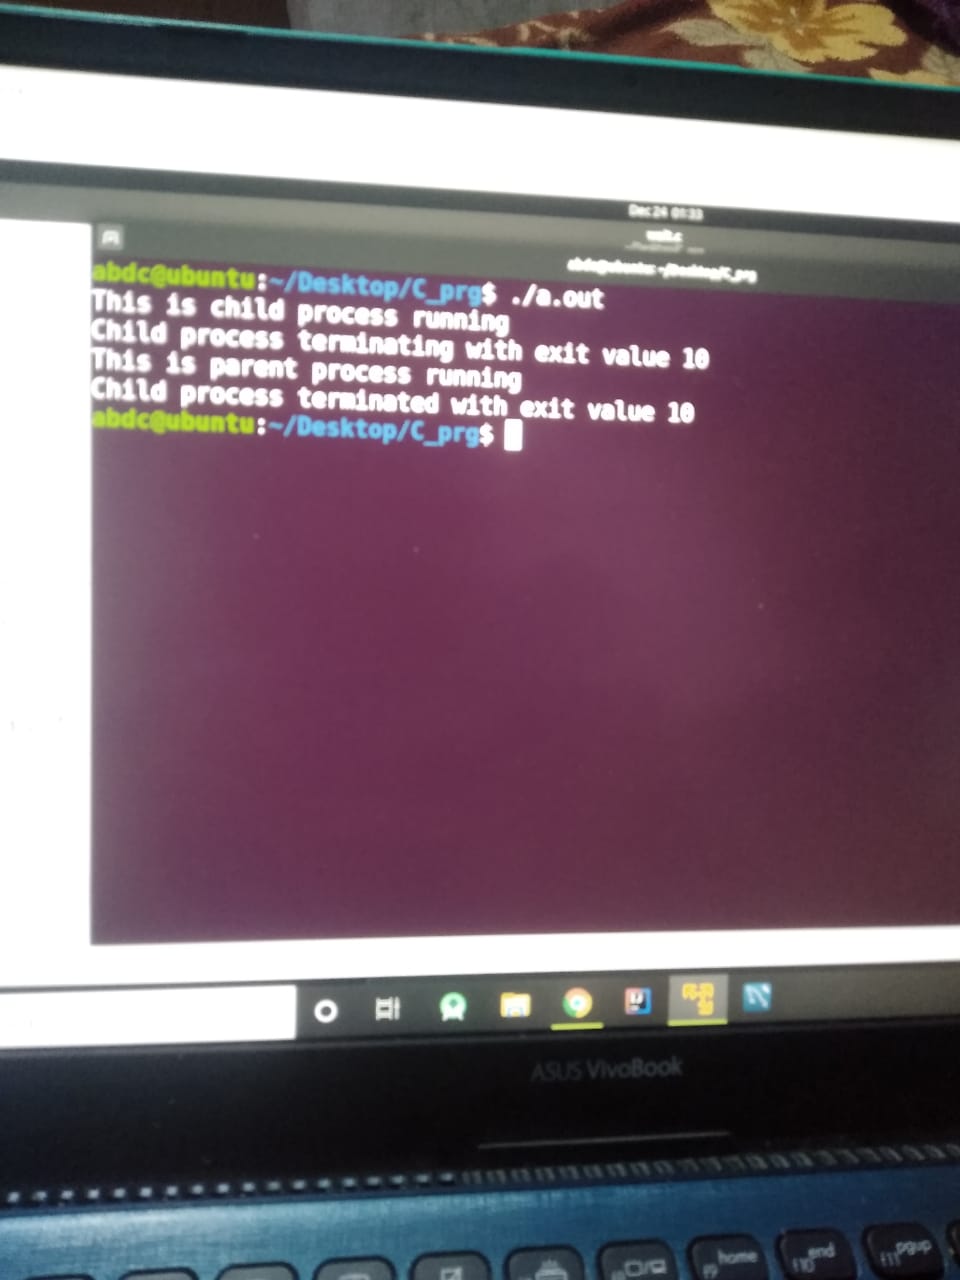 Dec 24 01:33
wait.c
abdc@ubuntu: ~/Desktop/C_prg
abdc@ubuntu:~/Desktop/C_prg$ ./a.out
This is child process running
Child process terminating with exit value 10
This is parent process running
Child process terminated with exit value 10
abdc@ubuntu:~/Desktop/C_prg$
ASUS VivoBook
home
end
pgup
f10
f11